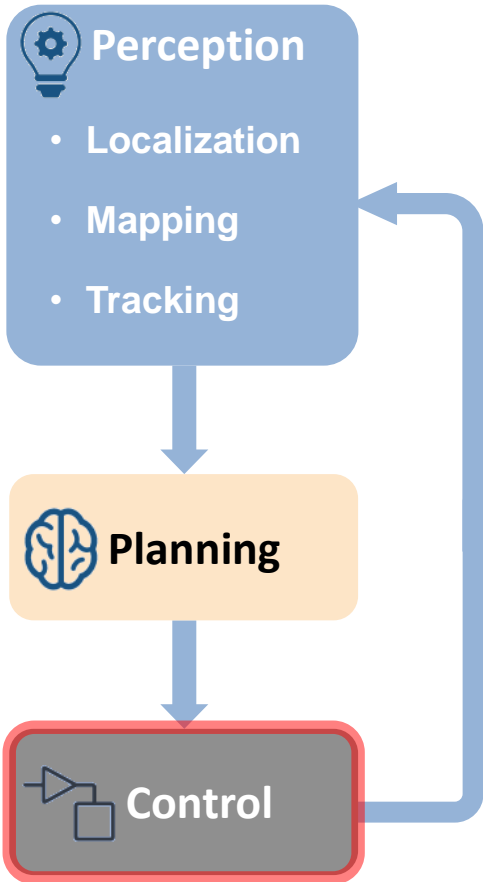 Perception
• Localization
• Mapping
• Tracking
Planning
Control